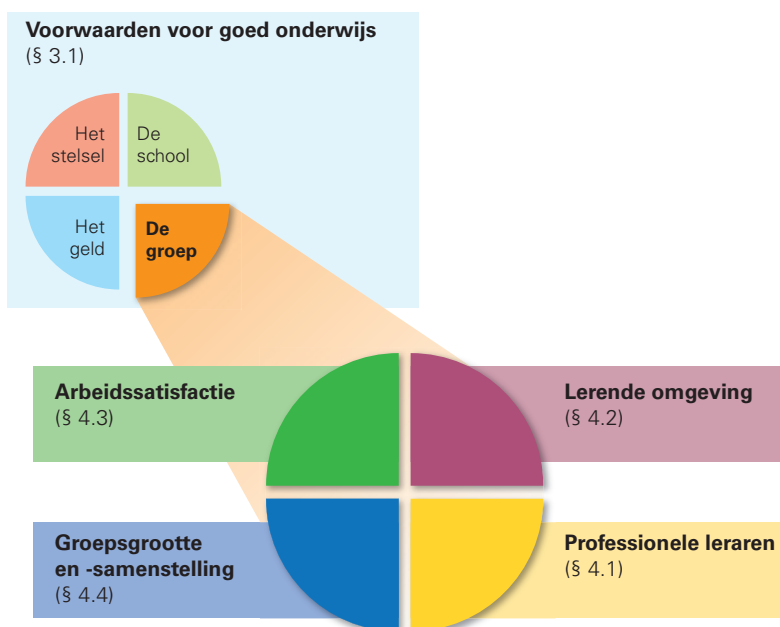 Voorwaarden voor goed onderwijs
(§ 3.1)
Het
stelsel
De
school
Het
geld
De
groep
Arbeidssatisfactie
(§ 4.3)
Lerende omgeving
(§ 4.2)
Groepsgrootte
en -samenstelling
(§ 4.4)
Professionele leraren
(§ 4.1)